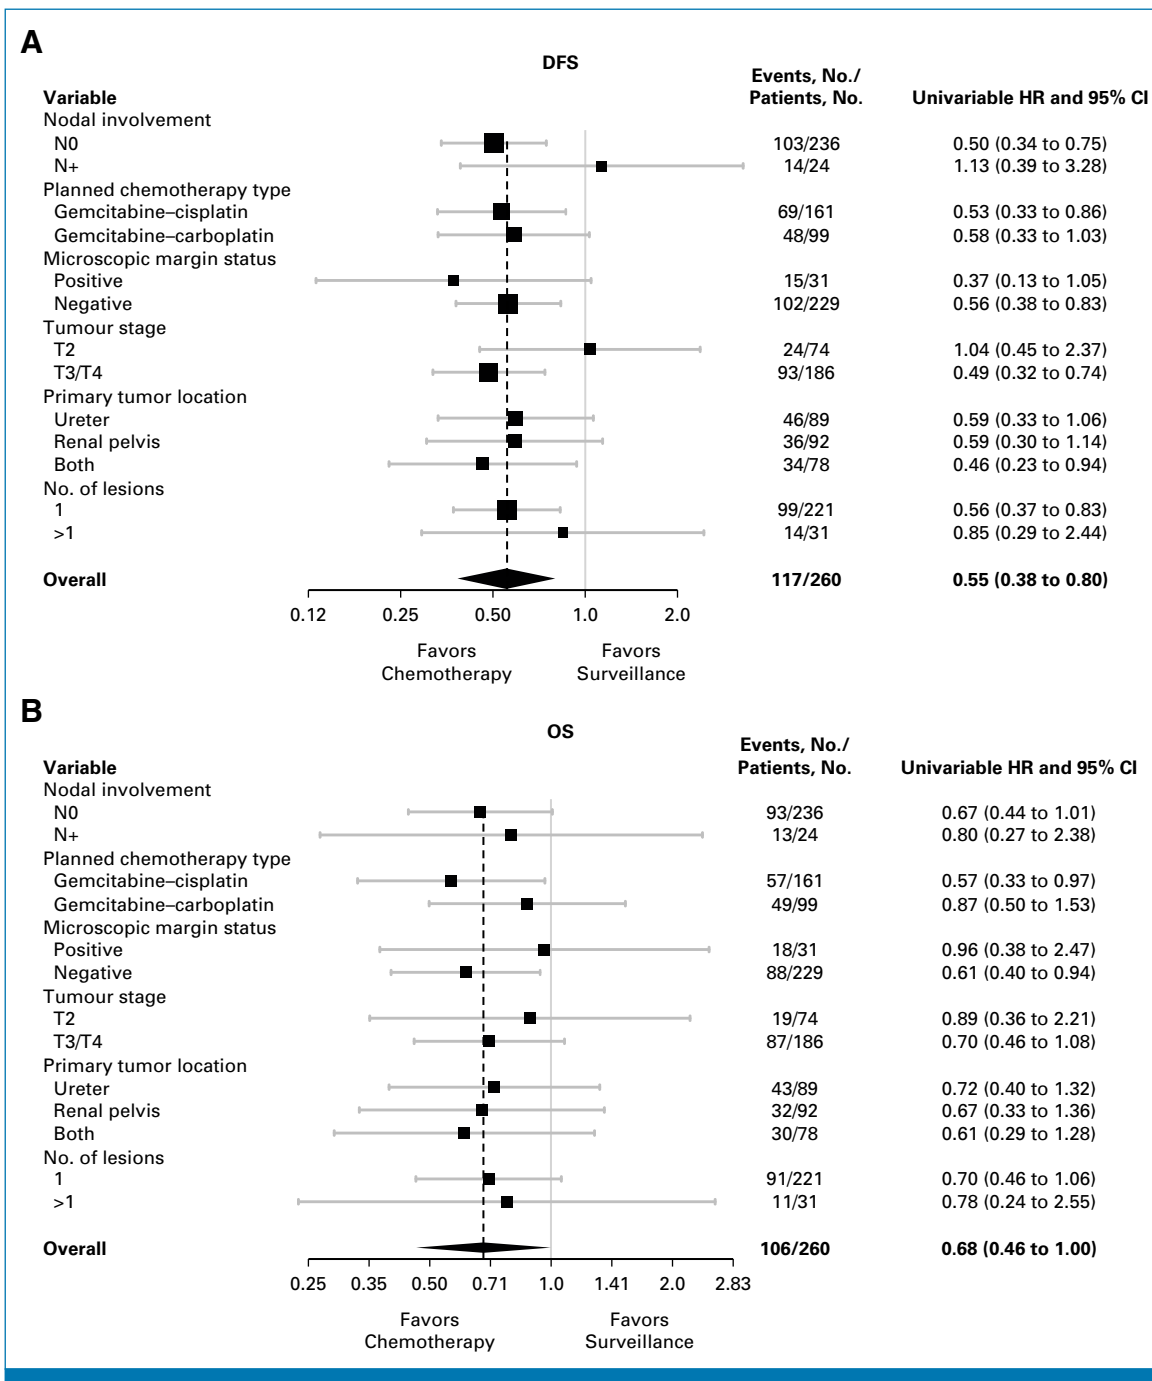 A
DFS
Events, No./
Variable Patients, No. Univariable HR and 95% CI
Nodal involvement
N0 103/236 0.50 (0.34 to 0.75)
N+ 14/24 1.13 (0.39 to 3.28)
Planned chemotherapy type
Gemcitabine–cisplatin 69/161 0.53 (0.33 to 0.86)
Gemcitabine–carboplatin 48/99 0.58 (0.33 to 1.03)
Microscopic margin status
Positive 15/31 0.37 (0.13 to 1.05)
Negative 102/229 0.56 (0.38 to 0.83)
Tumour stage
T2 24/74 1.04 (0.45 to 2.37)
T3/T4 93/186 0.49 (0.32 to 0.74)
Primary tumor location
Ureter 46/89 0.59 (0.33 to 1.06)
Renal pelvis 36/92 0.59 (0.30 to 1.14)
Both 34/78 0.46 (0.23 to 0.94)
No. of lesions
1 99/221 0.56 (0.37 to 0.83)
>1 14/31 0.85 (0.29 to 2.44)
Overall 117/260 0.55 (0.38 to 0.80)
0.12 0.25 0.50 1.0 2.0
Favors Favors
Chemotherapy Surveillance
B
OS
Events, No./
Variable Patients, No. Univariable HR and 95% CI
Nodal involvement
N0 93/236 0.67 (0.44 to 1.01)
N+ 13/24 0.80 (0.27 to 2.38)
Planned chemotherapy type
Gemcitabine–cisplatin 57/161 0.57 (0.33 to 0.97)
Gemcitabine–carboplatin 49/99 0.87 (0.50 to 1.53)
Microscopic margin status
Positive 18/31 0.96 (0.38 to 2.47)
Negative 88/229 0.61 (0.40 to 0.94)
Tumour stage
T2 19/74 0.89 (0.36 to 2.21)
T3/T4 87/186 0.70 (0.46 to 1.08)
Primary tumor location
Ureter 43/89 0.72 (0.40 to 1.32)
Renal pelvis 32/92 0.67 (0.33 to 1.36)
Both 30/78 0.61 (0.29 to 1.28)
No. of lesions
1 91/221 0.70 (0.46 to 1.06)
>1 11/31 0.78 (0.24 to 2.55)
Overall 106/260 0.68 (0.46 to 1.00)
0.25 0.35 0.50 0.71 1.0 1.41 2.0 2.83
Favors Favors
Chemotherapy Surveillance